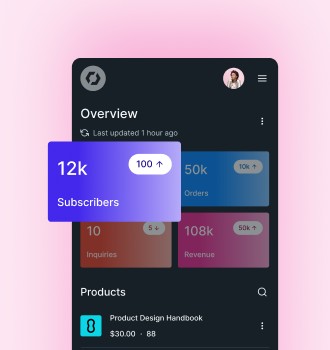 Overview
Last updated 1 hour ago
12k
100 ↑
Subscribers
50k
10k ↑
Orders
10
5 ↓
Inquiries
108k
50k ↑
Revenue
Products
Product Design Handbook
$30.00 · 88